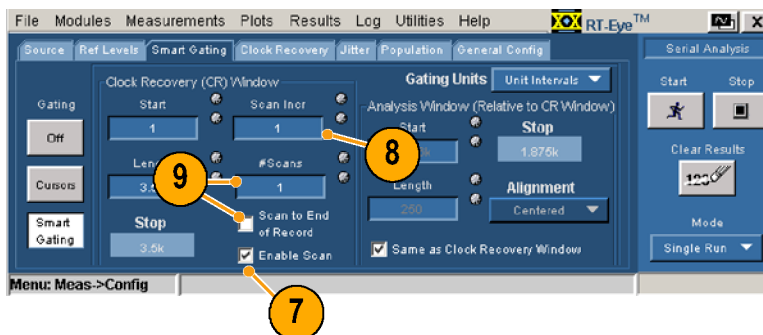 File Modules Measurements Plots Results Log Utilities Help RT-Eye™ X
Source Ref Levels Smart Gating Clock Recovery Jitter Population General Config Serial Analysis
Clock Recovery (CR) Window
Gating Units Unit Intervals
Start Stop
Gating
Start
Scan Incr
Analysis Window (Relative to CR Window)
1
1
Start
Stop
Off
8
1.875k
Clear Results
9
#Scans
Length
Alignment
Cursors
1
250
Centered
Smart Gating
Stop
Scan to End
of Record
Mode
3.5k
Enable Scan
Same as Clock Recovery Window
Single Run
Menu: Meas->Config
7